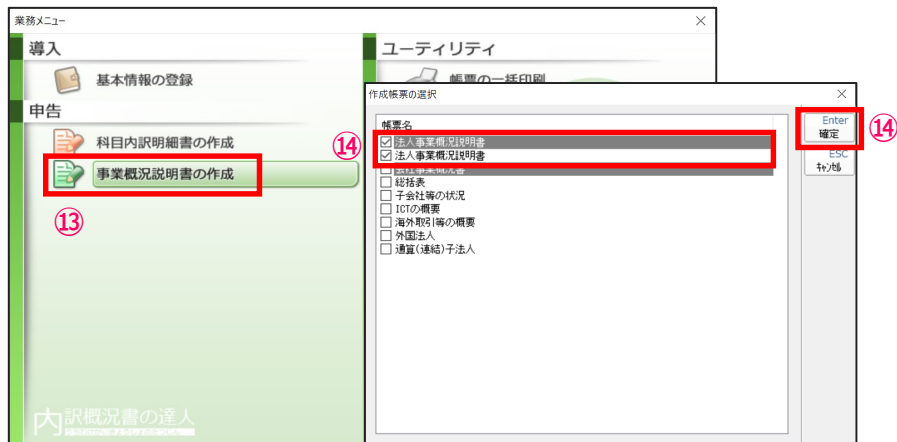 業務メニュー
導入
基本情報の登録
申告
科目内訳明細書の作成
事業概況説明書の作成
⑬
内訳概況書の達人
ユーティリティ
帳票の一括印刷
作成帳票の選択
帳票名
⑭
法人事業概況説明書
法人事業概況説明書
会社事業概況書
総括表
子会社等の状況
ICTの概要
海外取引等の概要
外国法人
通算(連結)子法人
Enter
確定
⑭
ESC
ｷｬﾝｾﾙ